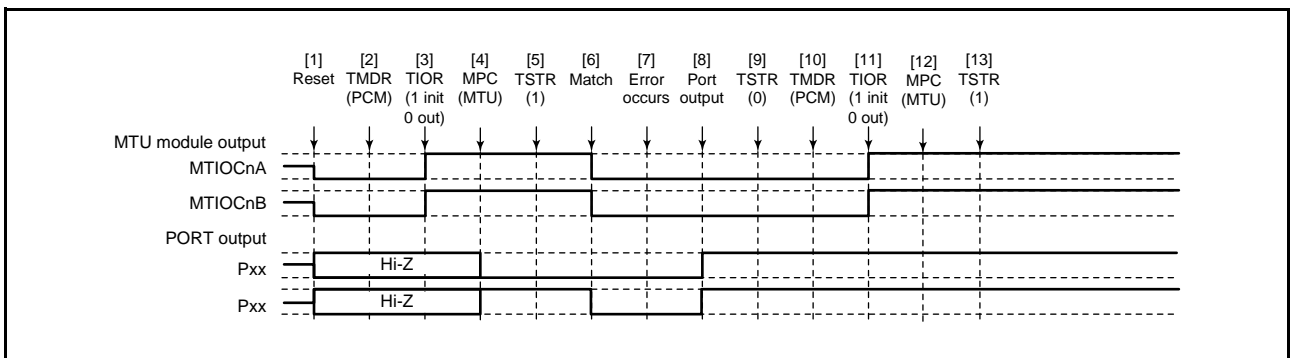 [1] [2] [3] [4] [5] [6] [7] [8] [9] [10] [11] [12] [13]
Reset TMDR TIOR MPC TSTR Match Error Port TSTR TMDR TIOR MPC TSTR
(PCM) (1 init (MTU) (1) occurs output (0) (PCM) (1 init (MTU) (1)
0 out) 0 out)
MTU module output
MTIOCnA
MTIOCnB
PORT output
Pxx Hi-Z
Pxx Hi-Z